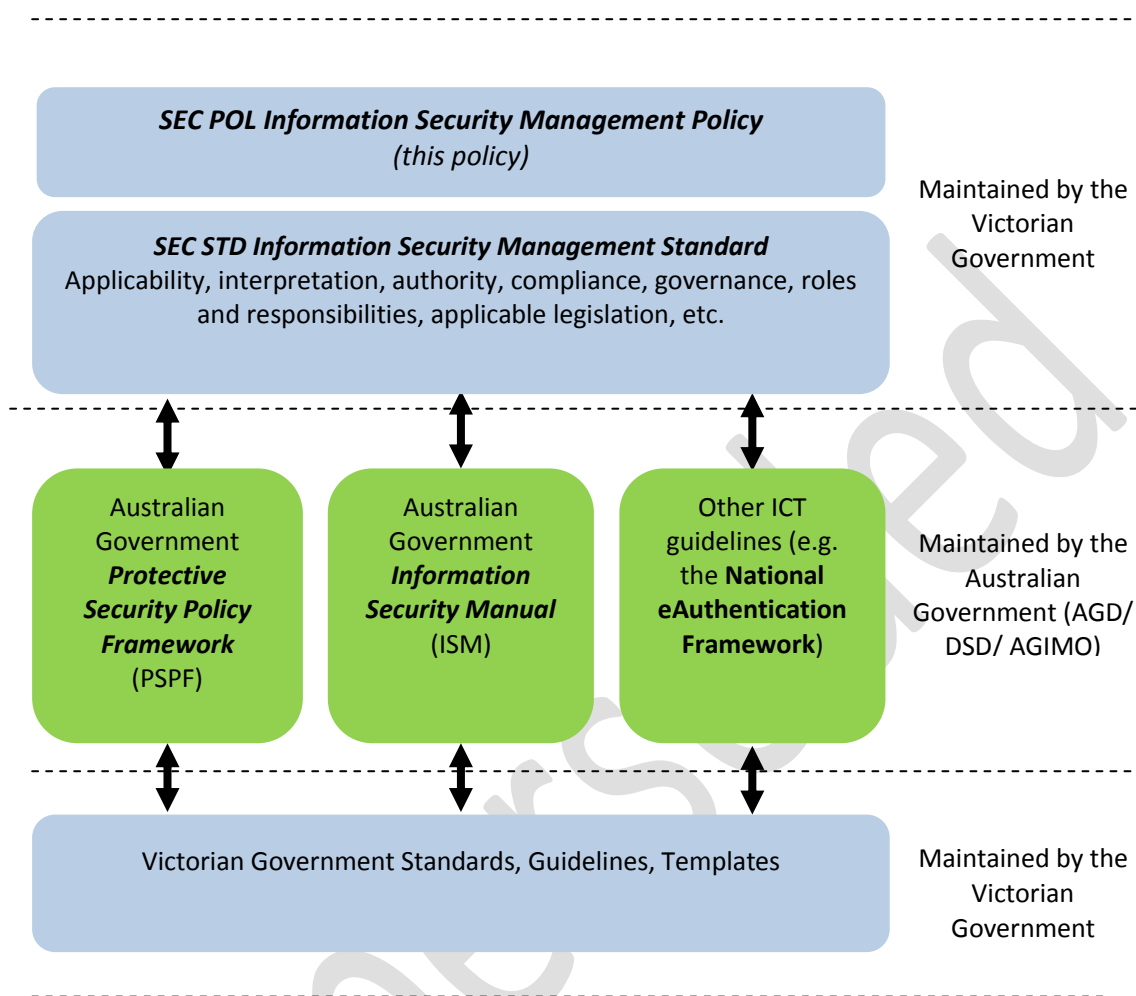 SEC POL Information Security Management Policy
(this policy)
Maintained by the
Victorian
Government
SEC STD Information Security Management Standard
Applicability, interpretation, authority, compliance, governance, roles
and responsibilities, applicable legislation, etc.
Australian
Government
Protective
Security Policy
Framework
(PSPF)
Australian
Government
Information
Security Manual
(ISM)
Other ICT
guidelines (e.g.
the National
eAuthentication
Framework)
Maintained by the
Australian
Government (AGD/
DSD/ AGIMO)
Victorian Government Standards, Guidelines, Templates
Maintained by the
Victorian
Government